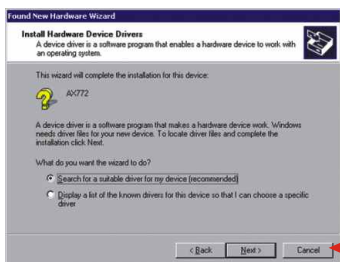 Found New Hardware Wizard
Install Hardware Device Drivers
A device driver is a software program that enables a hardware device to work with
an operating system.
This wizard will complete the installation for this device:
AX772
A device driver is a software program that makes a hardware device work. Windows
needs driver files for your new device. To locate driver files and complete the
installation click Next.
What do you want the wizard to do?
Search for a suitable driver for my device (recommended)
Display a list of the known drivers for this device so that I can choose a specific
driver
< Back Next > Cancel